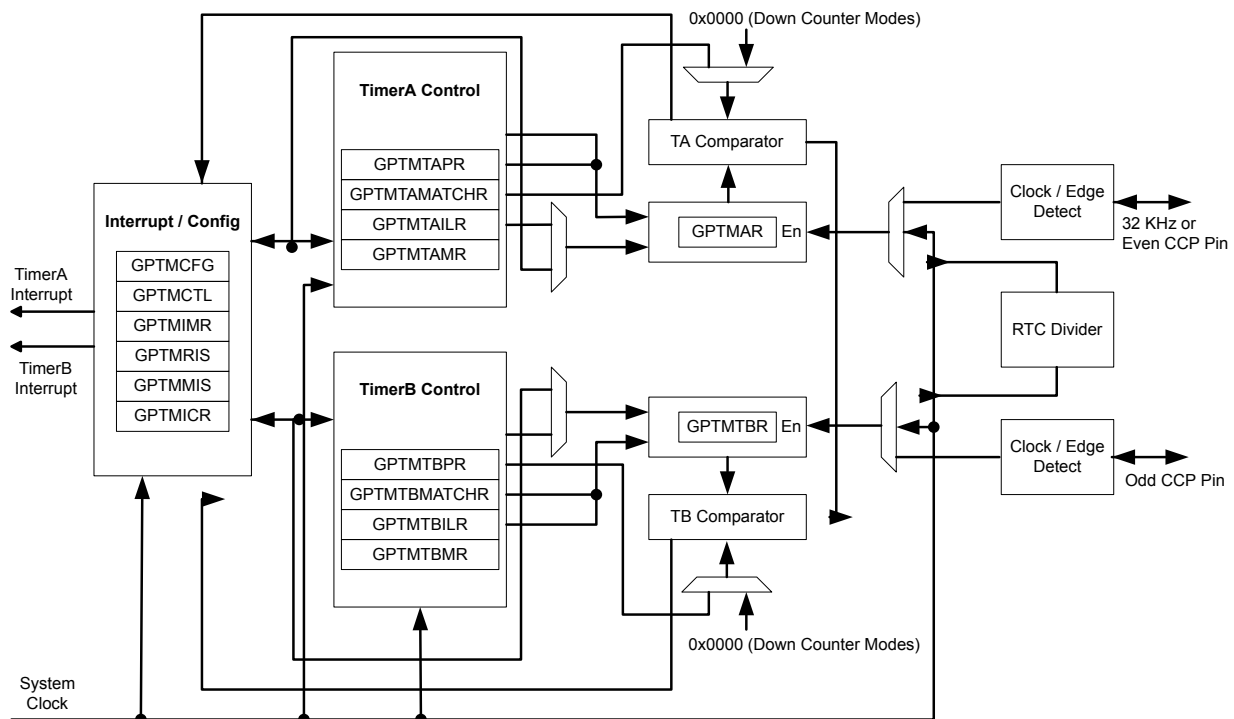 0x0000 (Down Counter Modes)
TimerA Control
TA Comparator
GPTMTAPR
Clock / Edge
Detect
GPTMTAMATCHR
Interrupt / Config
GPTMTAILR
GPTMAR
En
32 KHz or
Even CCP Pin
GPTMTAMR
GPTMCFG
TimerA
Interrupt
GPTMCTL
GPTMIMR
RTC Divider
GPTMRIS
TimerB
Interrupt
GPTMMIS
TimerB Control
GPTMICR
GPTMTBR
En
Clock / Edge
Detect
GPTMTBPR
Odd CCP Pin
GPTMTBMATCHR
TB Comparator
GPTMTBILR
GPTMTBMR
0x0000 (Down Counter Modes)
System
Clock